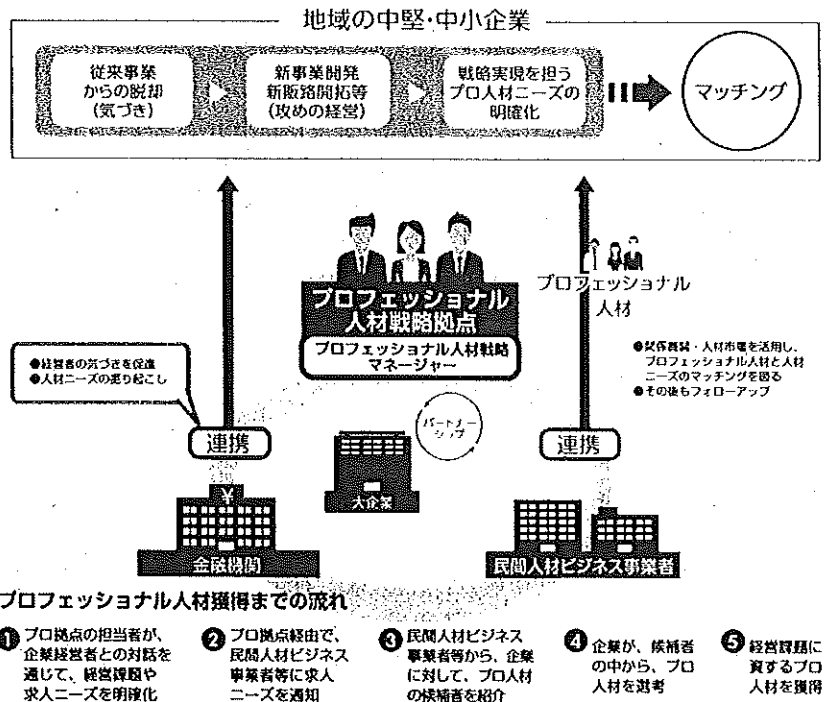 地域の中堅・中小企業
従来事業
からの脱却
(気づき)
新事業開発
新販路開拓等
(攻めの経営)
戦略実現を担う
プロ人材ニーズの
明確化
マッチング
プロフェッショナル
人材戦略拠点
プロフェッショナル人材戦略
マネージャー
プロフェッショナル
人材
●経営者の気づきを促進
●人材ニーズの掘り起こし
●関係機関・人材市場を活用し、
プロフェッショナル人材と人材
ニーズのマッチングを図る
●その後もフォローアップ
連携
パートナー
シップ
連携
大企業
¥
金融機関
民間人材ビジネス事業者
プロフェッショナル人材獲得までの流れ
❶ プロ拠点の担当者が、
企業経営者との対話を
通じて、経営課題や
求人ニーズを明確化
❷ プロ拠点経由で、
民間人材ビジネス
事業者等に求人
ニーズを通知
❸ 民間人材ビジネス
事業者等から、企業
に対して、プロ人材
の候補者を紹介
❹ 企業が、候補者
の中から、プロ
人材を選考
❺ 経営課題に
資するプロ
人材を獲得